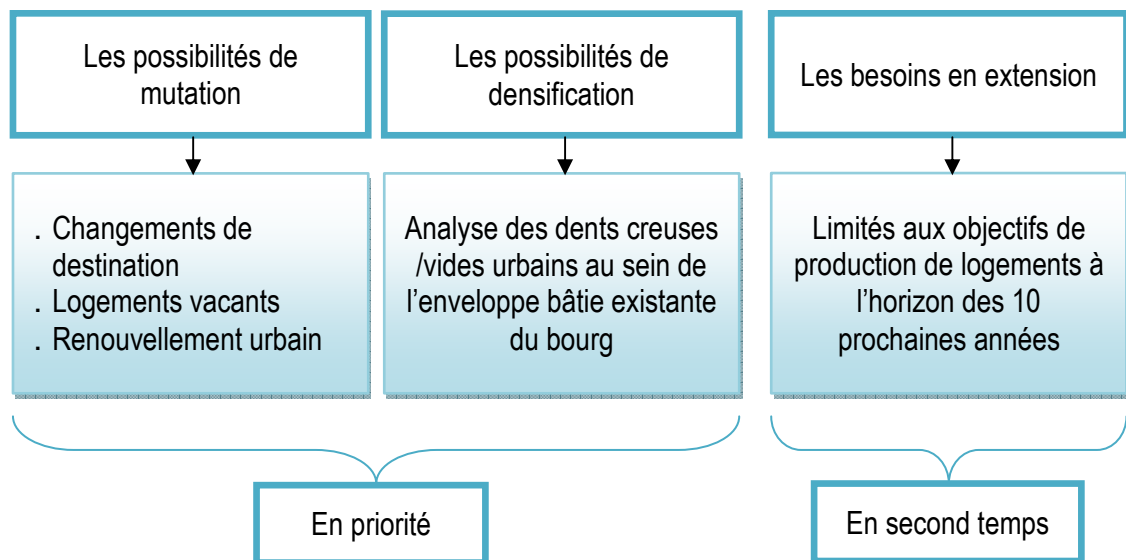 Les possibilités de
mutation
Les possibilités de
densification
Les besoins en extension
. Changements de
destination
. Logements vacants
. Renouvellement urbain
Analyse des dents creuses
/vides urbains au sein de
l’enveloppe bâtie existante
du bourg
Limités aux objectifs de
production de logements à
l’horizon des 10
prochaines années
En priorité
En second temps